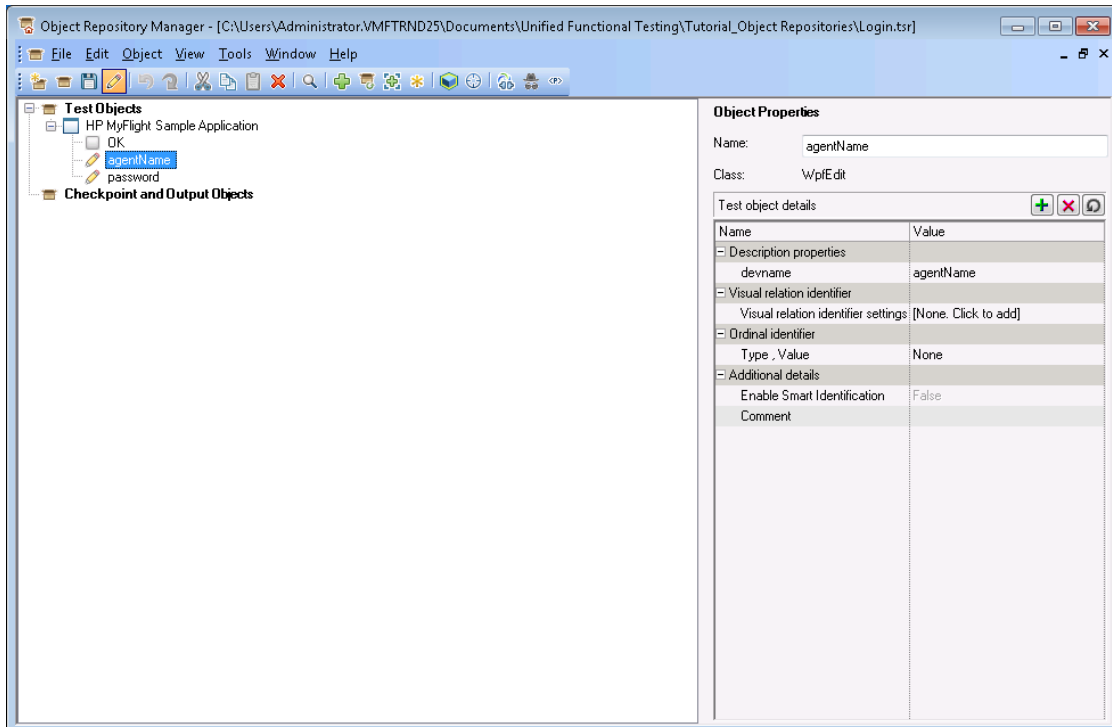 Object Repository Manager - [C:\Users\Administrator.VMFTRND25\Documents\Unified Functional Testing\Tutorial_Object Repositories\Login.tsr]
File Edit Object View Tools Window Help
<P>
Test Objects
HP MyFlight Sample Application
OK
agentName
password
Checkpoint and Output Objects
Object Properties
Name: agentName
Class: WpfEdit
Test object details
Name Value
Description properties
devname agentName
Visual relation identifier
Visual relation identifier settings [None. Click to add]
Ordinal identifier
Type , Value None
Additional details
Enable Smart Identification False
Comment